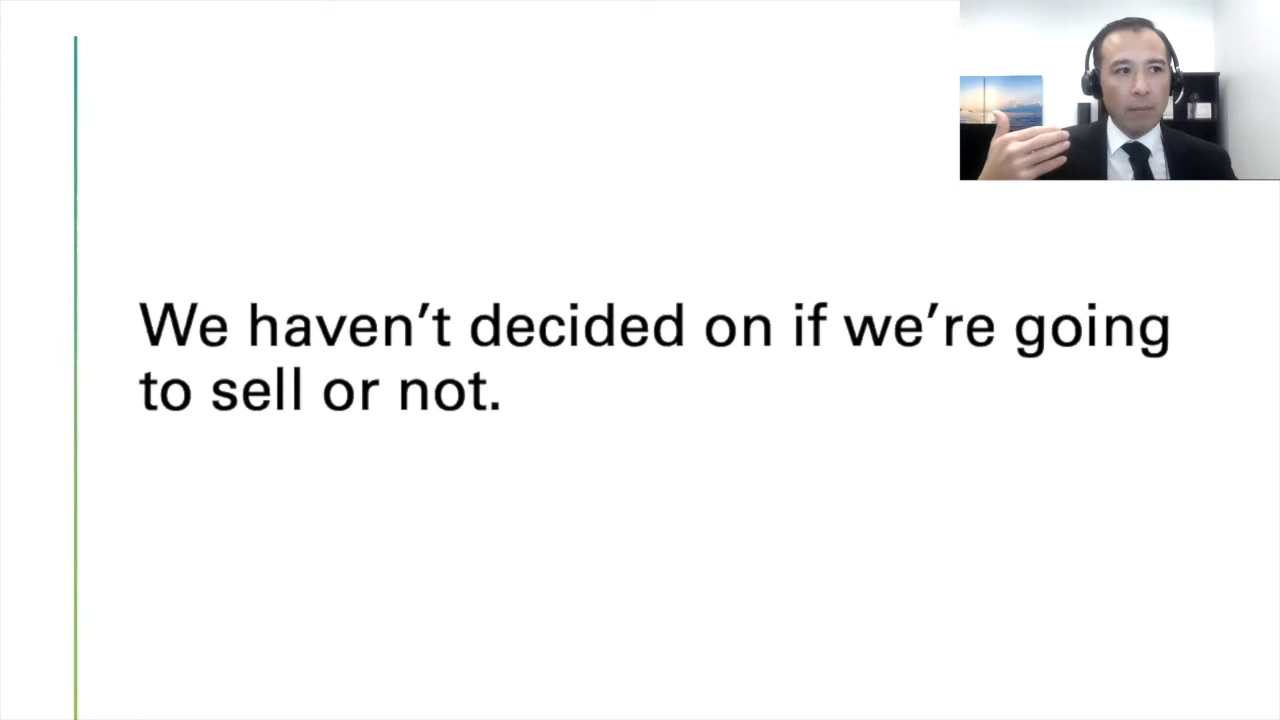 We haven’t decided on if we’re going
to sell or not.